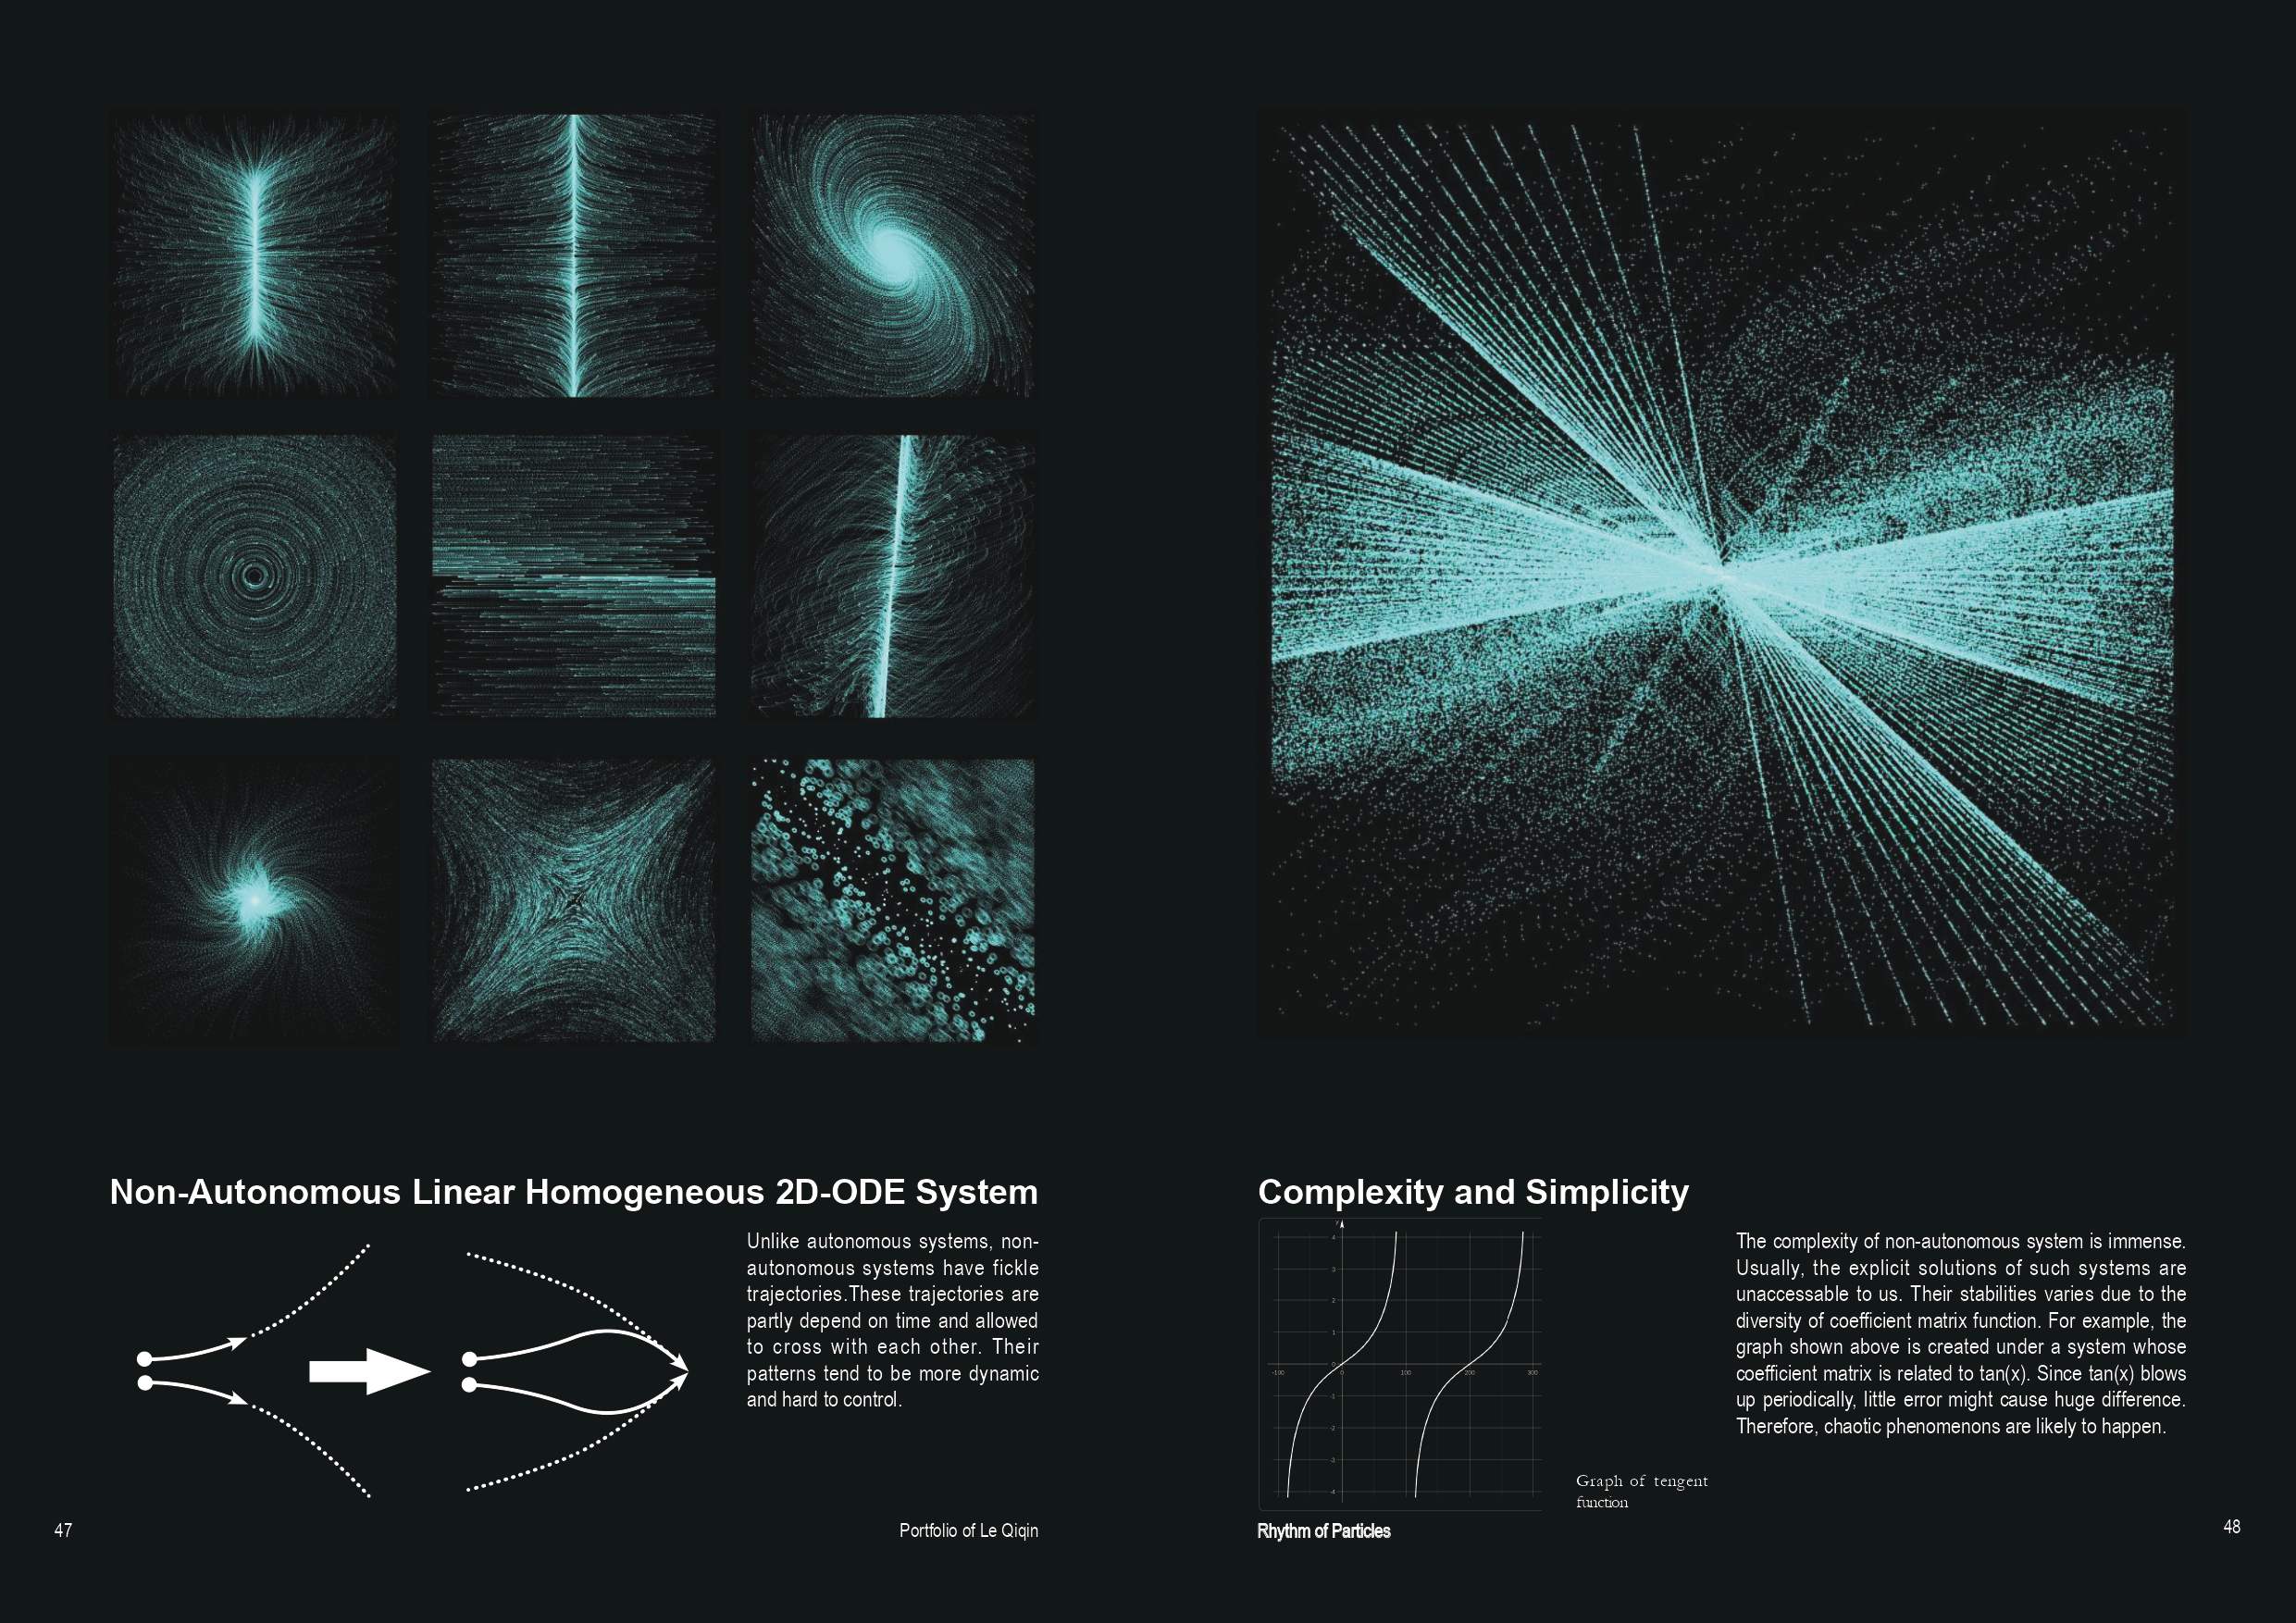 Non-Autonomous Linear Homogeneous 2D-ODE System
Unlike autonomous systems, non-
autonomous systems have fickle
trajectories.These trajectories are
partly depend on time and allowed
to cross with each other. Their
patterns tend to be more dynamic
and hard to control.
47
Portfolio of Le Qiqin
Complexity and Simplicity
y
4
3
2
1
0
-1
-2
-3
-4
-100
0
100
200
300
Graph of tengent
function
The complexity of non-autonomous system is immense.
Usually, the explicit solutions of such systems are
unaccessable to us. Their stabilities varies due to the
diversity of coefficient matrix function. For example, the
graph shown above is created under a system whose
coefficient matrix is related to tan(x). Since tan(x) blows
up periodically, little error might cause huge difference.
Therefore, chaotic phenomenons are likely to happen.
Rhythm of Particles
48